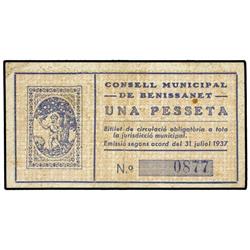 CONSELL MUNICIPAL
DE BENISSANET
UNA PESSETA
Bitllet de circulació obligatòria a tota
la jurisdicció municipal.
Emissió segons acord del 31 juliol 1937
N.º 0877